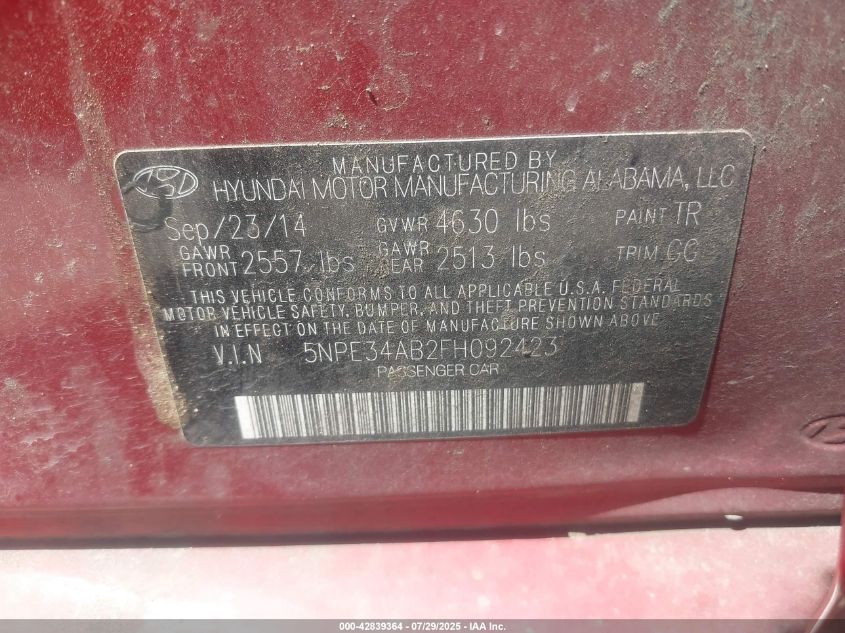 MANUFACTURED BY
HYUNDAI MOTOR MANUFACTURING ALABAMA, LLC
Sep/23/14 GVWR 4630 lbs PAINT TR
GAWR FRONT 2557 lbs GAWR REAR 2513 lbs TRIM GG
THIS VEHICLE CONFORMS TO ALL APPLICABLE U.S.A. FEDERAL
MOTOR VEHICLE SAFETY, BUMPER, AND THEFT PREVENTION STANDARDS
IN EFFECT ON THE DATE OF MANUFACTURE SHOWN ABOVE.
V.I.N 5NPE34AB2FH092423
PASSENGER CAR
000-42839364 | 07/29/2025 - IAA Inc.